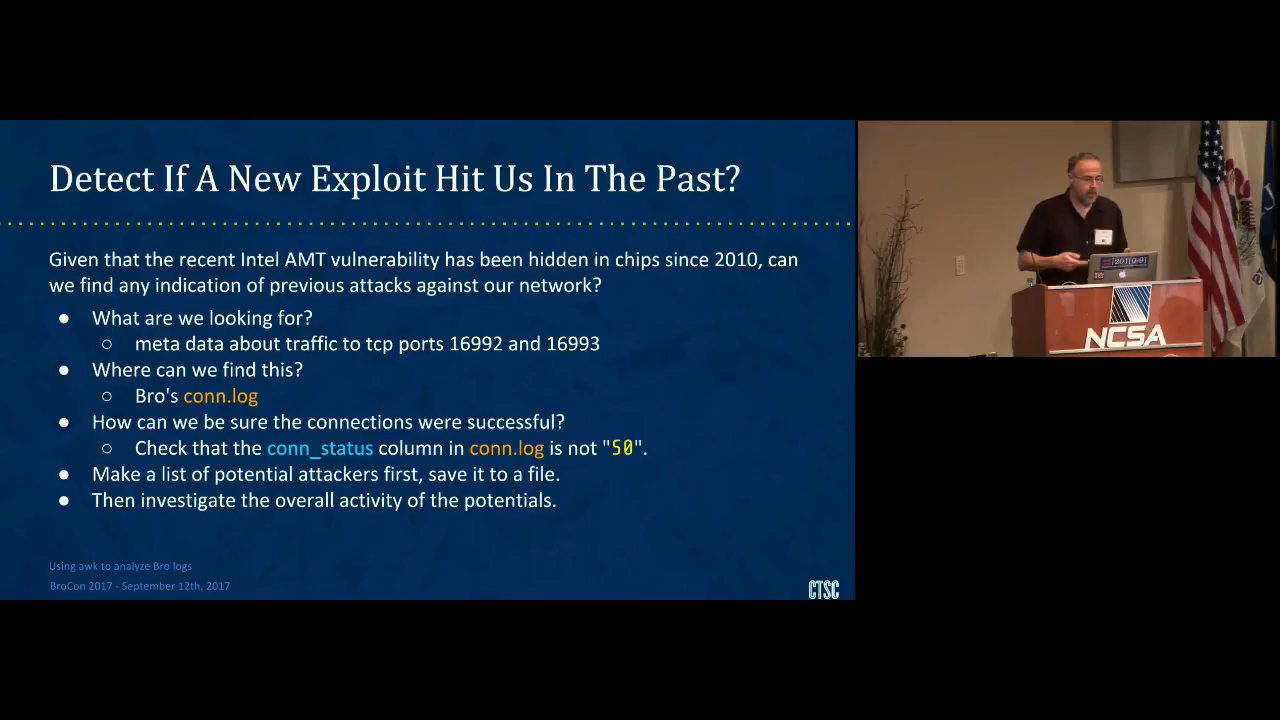 Detect If A New Exploit Hit Us In The Past?
Given that the recent Intel AMT vulnerability has been hidden in chips since 2010, can
we find any indication of previous attacks against our network?
● What are we looking for?
○ meta data about traffic to tcp ports 16992 and 16993
● Where can we find this?
○ Bro's conn.log
● How can we be sure the connections were successful?
○ Check that the conn_status column in conn.log is not "S0".
● Make a list of potential attackers first, save it to a file.
● Then investigate the overall activity of the potentials.
Using awk to analyze Bro logs
BroCon 2017 - September 12th, 2017
CTSC
NCSA